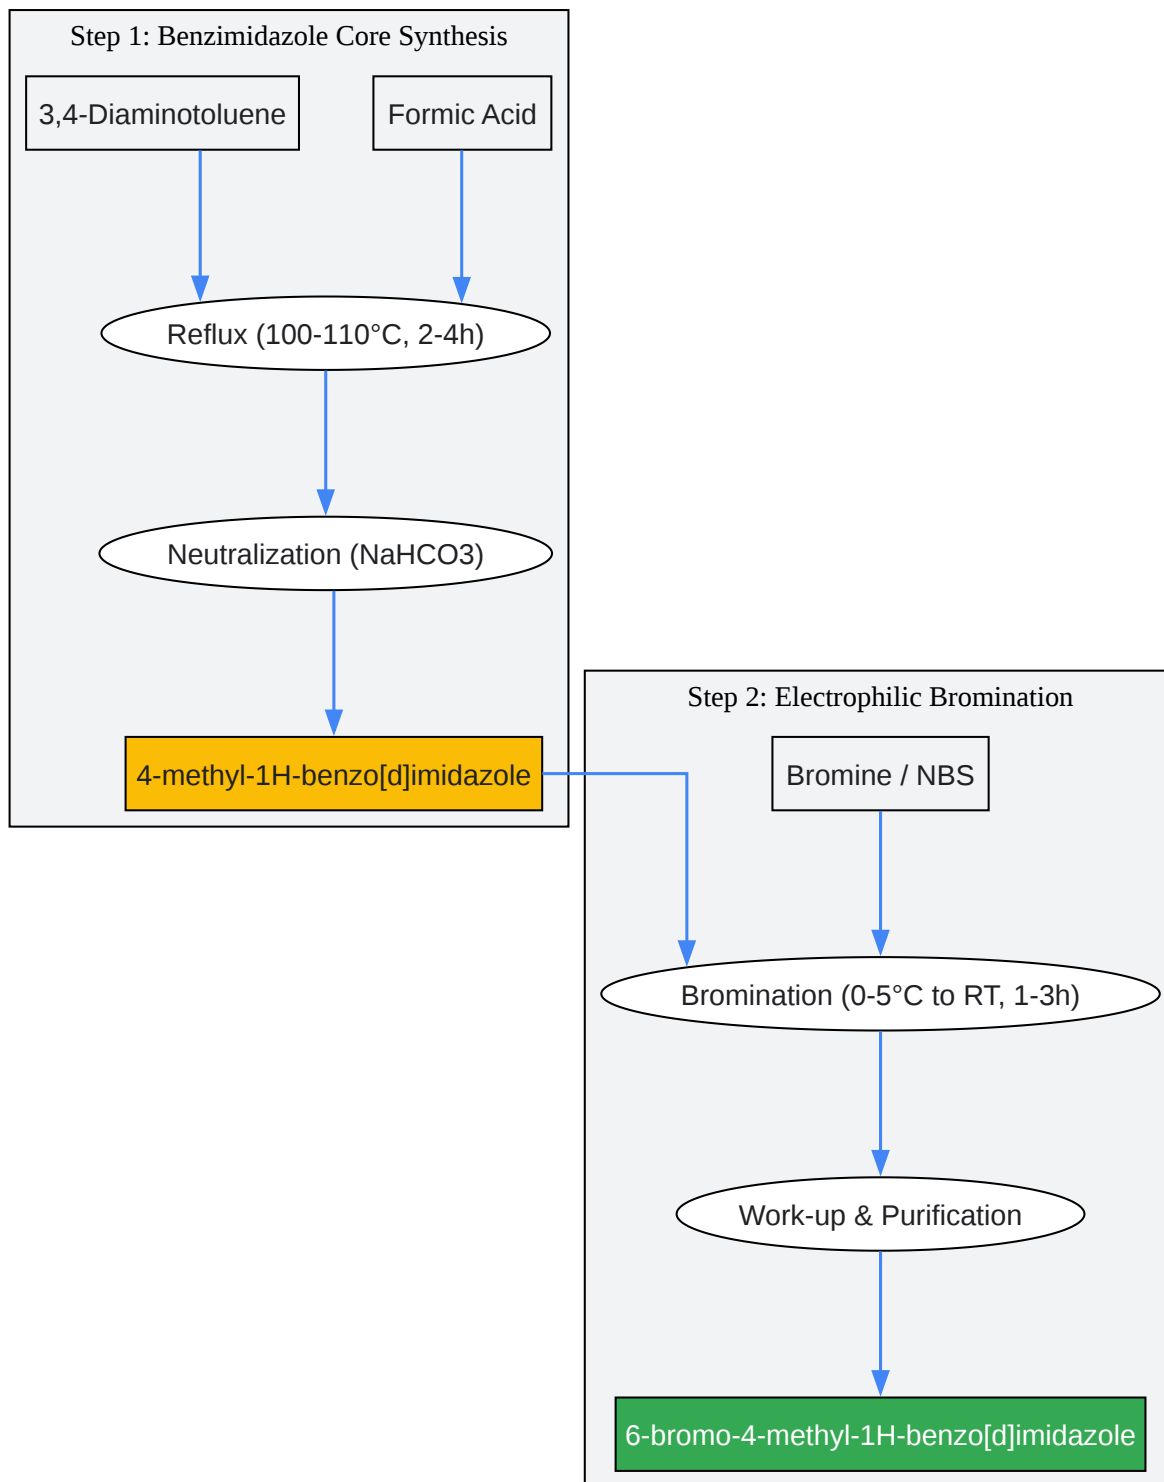 Step 1: Benzimidazole Core Synthesis
3,4-Diaminotoluene
Formic Acid
Reflux (100-110°C, 2-4h)
Neutralization (NaHCO3)
4-methyl-1H-benzo[d]imidazole
Step 2: Electrophilic Bromination
Bromine / NBS
Bromination (0-5°C to RT, 1-3h)
Work-up & Purification
6-bromo-4-methyl-1H-benzo[d]imidazole